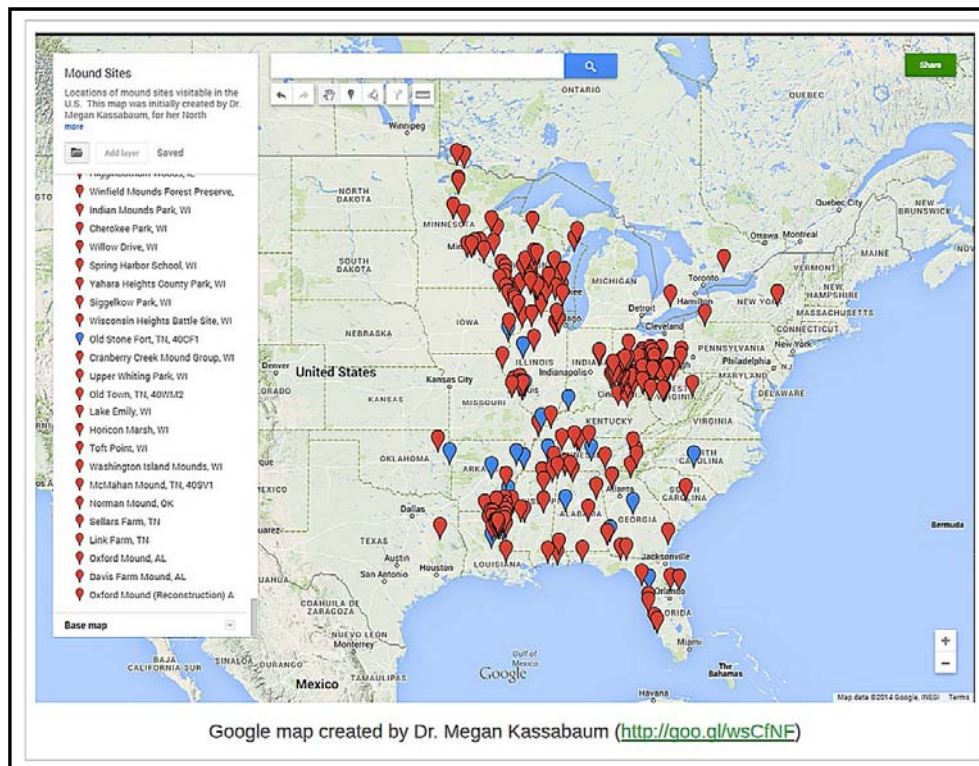 Mound Sites
Locations of mound sites visitable in the
U.S. This map was initially created by Dr.
Megan Kassabaum, for her North
more
Add layer
Saved
Winfield Mounds Forest Preserve,
Indian Mounds Park, WI
Cherokee Park, WI
Willow Drive, WI
Spring Harbor School, WI
Yahara Heights County Park, WI
Siggelkow Park, WI
Wisconsin Heights Battle Site, WI
Old Stone Fort, TN, 40CF1
Cranberry Creek Mound Group, WI
Upper Whiting Park, WI
Old Town, TN, 40WM2
Lake Emily, WI
Horicon Marsh, WI
Toft Point, WI
Washington Island Mounds, WI
McMahan Mound, TN, 40SV1
Norman Mound, OK
Sellars Farm, TN
Link Farm, TN
Oxford Mound, AL
Davis Farm Mound, AL
Oxford Mound (Reconstruction) A
Base map
Share
ONTARIO
QUEBEC
Winnipeg
NORTH
DAKOTA
MINNESOTA
SOUTH
DAKOTA
Quebec City
NEW
BRUNSWICK
Ottawa
Montreal
MAINE
VERMONT
Toronto
Hamilton
NEW YORK
NEW
HAMPSHIRE
MASSACHUSETTS
CONNECTICUT
MICHIGAN
Detroit
Cleveland
IOWA
NEBRASKA
ILLINOIS
Indianapolis
PENNSYLVANIA
New York
Philadelphia
NJ
MARYLAND
DELAWARE
Denver
United States
Kansas City
KANSAS
MISSOURI
KENTUCKY
VIRGINIA
OKLAHOMA
Dallas
ALABAMA
Atlanta
GEORGIA
SOUTH
CAROLINA
TEXAS
Austin
San Antonio
Houston
LOUISIANA
Jacksonville
Orlando
Miami
Bermuda
COAHUILA DE
ZARAGOZA
NUEVO LEON
Monterrey
TAMAULIPAS
BAJA
CALIFORNIA SUR
SINALOA
DURANGO
Mexico
Gulf of
Mexico
Google
The
Bahamas
Havana
Map data ©2014 Google, INEGI
Terms
Google map created by Dr. Megan Kassabaum (http://goo.gl/wsCfNF)